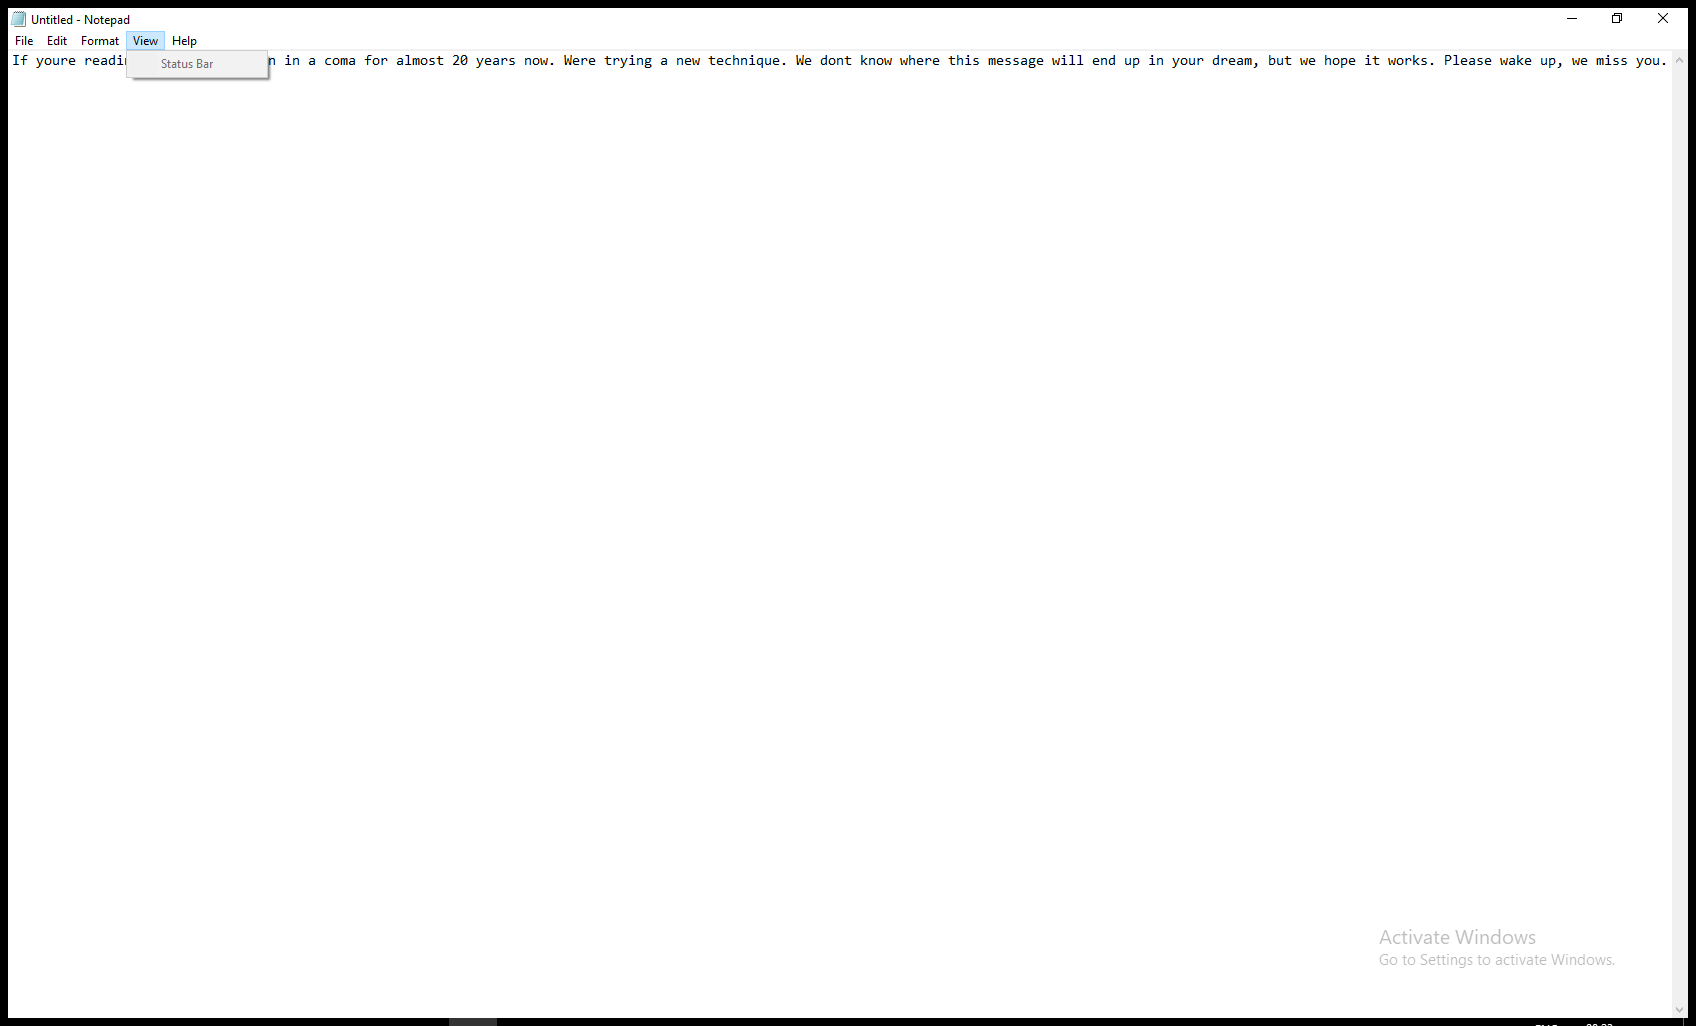 Untitled - Notepad
File Edit Format View Help
Status Bar
If youre in a coma for almost 20 years now. Were trying a new technique. We dont know where this message will end up in your dream, but we hope it works. Please wake up, we miss you.
Activate Windows
Go to Settings to activate Windows.